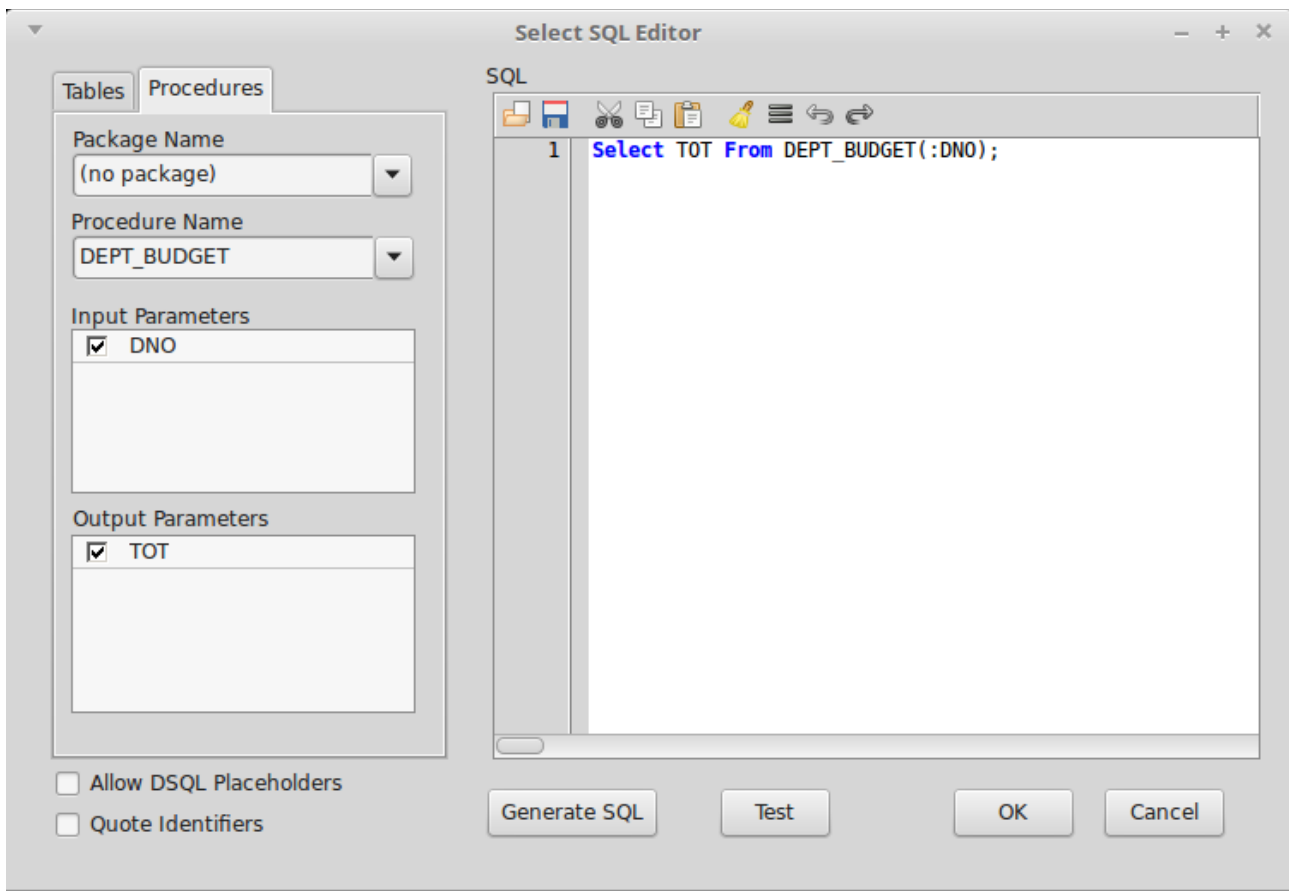 Select SQL Editor
Tables
Procedures
Package Name
(no package)
Procedure Name
DEPT_BUDGET
Input Parameters
DNO
Output Parameters
TOT
Allow DSQL Placeholders
Quote Identifiers
SQL
1 Select TOT From DEPT_BUDGET(:DNO);
Generate SQL
Test
OK
Cancel